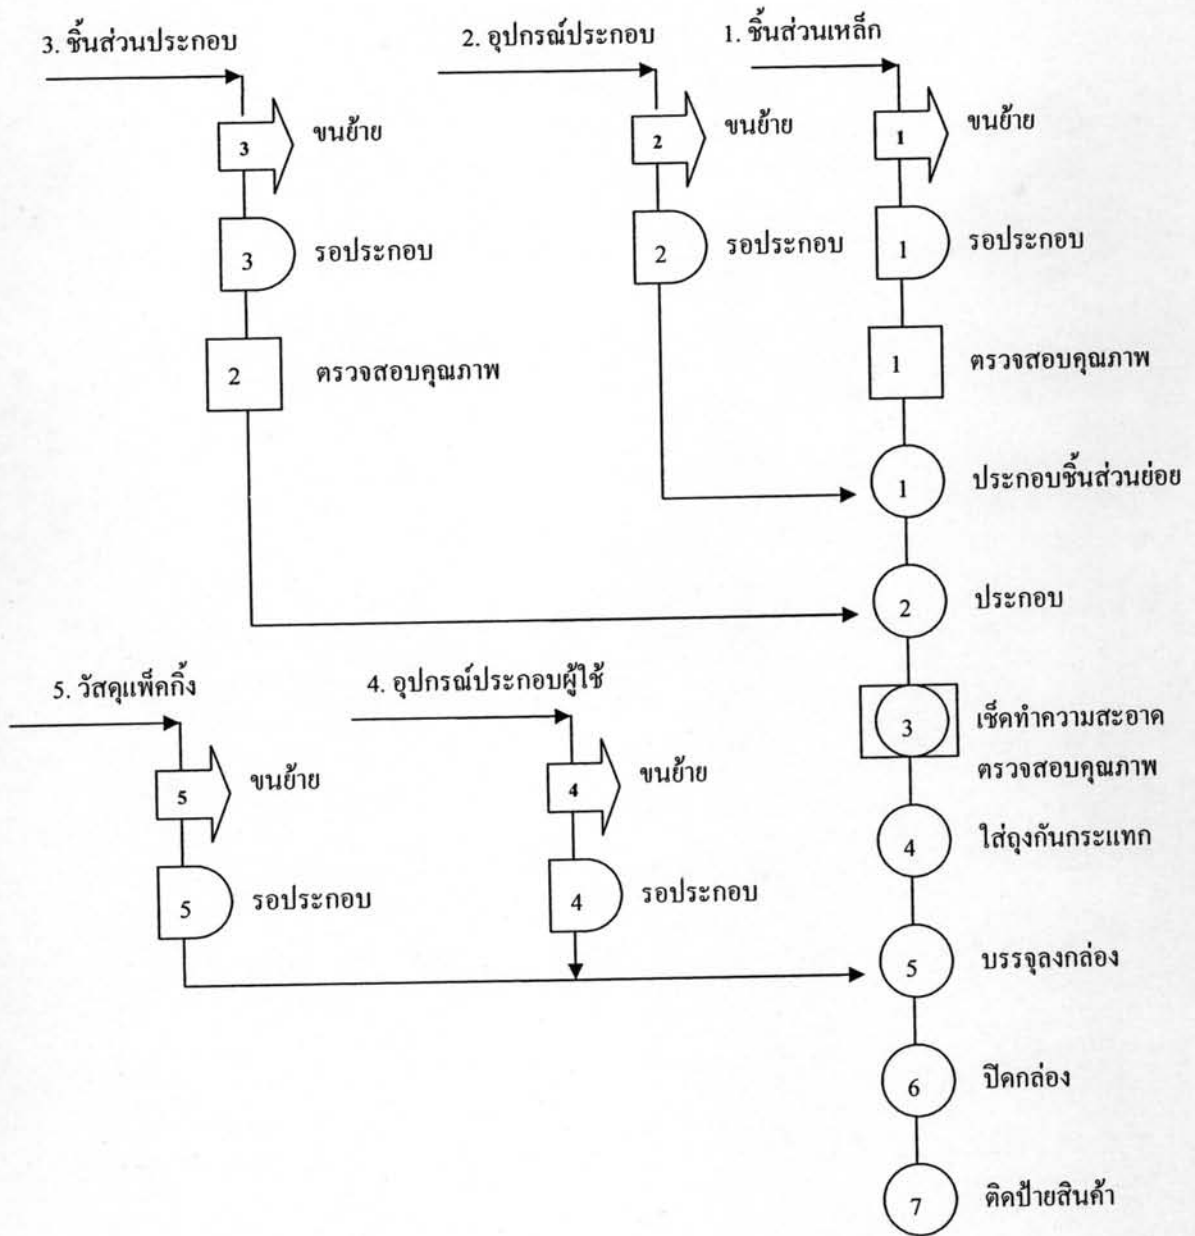 3. ชิ้นส่วนประกอบ
2. อุปกรณ์ประกอบ
1. ชิ้นส่วนเหล็ก
3
ขนย้าย
2
ขนย้าย
1
ขนย้าย
3
รอประกอบ
2
รอประกอบ
1
รอประกอบ
2
ตรวจสอบคุณภาพ
1
ตรวจสอบคุณภาพ
1
ประกอบชิ้นส่วนย่อย
2
ประกอบ
5. วัสดุแพ็คกิ้ง
4. อุปกรณ์ประกอบผู้ใช้
3
เช็คทำความสะอาด
ตรวจสอบคุณภาพ
5
ขนย้าย
4
ขนย้าย
4
ใส่ถุงกันกระแทก
5
รอประกอบ
4
รอประกอบ
5
บรรจุลงกล่อง
6
ปิดกล่อง
7
ติดป้ายสินค้า